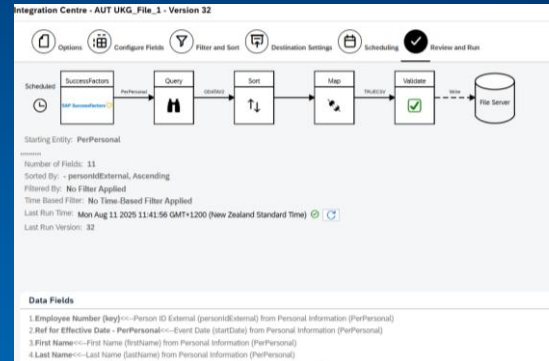 Integration Centre - AUT UKG_File_1 - Version 32
Options
Configure Fields
Filter and Sort
Destination Settings
Scheduling
Review and Run
Scheduled
SuccessFactors
SAP SuccessFactors
PerPersonal
Query
Sort
Map
Validate
Write
File Server
Starting Entity: PerPersonal
Number of Fields: 11
Sorted By: - personIdExternal, Ascending
Filtered By: No Filter Applied
Time Based Filter: No Time-Based Filter Applied
Last Run Time: Mon Aug 11 2025 11:41:56 GMT+1200 (New Zealand Standard Time)
Last Run Version: 32
Data Fields
1.Employee Number (key)<<--Person ID External (personIdExternal) from Personal Information (PerPersonal)
2.Ref for Effective Date - PerPersonal<<--Event Date (startDate) from Personal Information (PerPersonal)
3.First Name<<--First Name (firstName) from Personal Information (PerPersonal)
4.Last Name<<--Last Name (lastName) from Personal Information (PerPersonal)